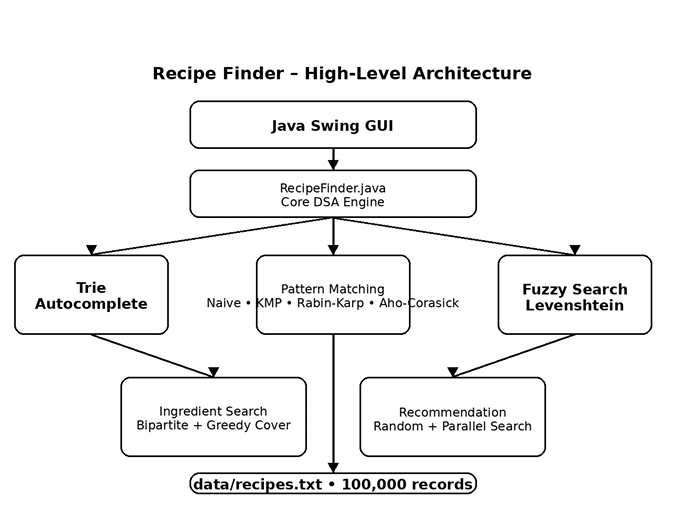 Recipe Finder – High-Level Architecture
Java Swing GUI
RecipeFinder.java
Core DSA Engine
Trie
Autocomplete
Pattern Matching
Naive • KMP • Rabin-Karp • Aho-Corasick
Fuzzy Search
Levenshtein
Ingredient Search
Bipartite + Greedy Cover
Recommendation
Random + Parallel Search
data/recipes.txt • 100,000 records